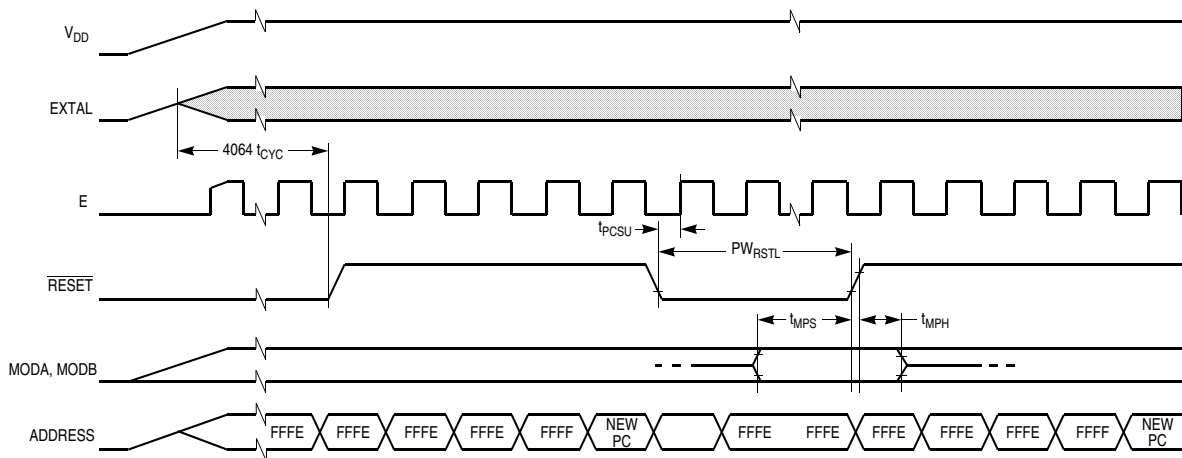 VDD
EXTAL
4064 tCYC
E
tPCSU
PWRSTL
RESET
tMPS
tMPH
MODA, MODB
ADDRESS
FFFE FFFE FFFE FFFE FFFF NEW PC FFFE FFFE FFFE FFFE FFFE FFFF NEW PC